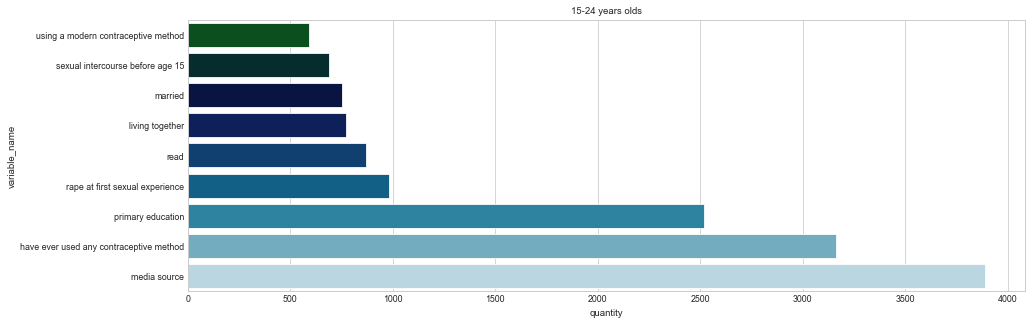 15-24 years olds
variable_name
using a modern contraceptive method
sexual intercourse before age 15
married
living together
read
rape at first sexual experience
primary education
have ever used any contraceptive method
media source
0 500 1000 1500 2000 2500 3000 3500 4000
quantity